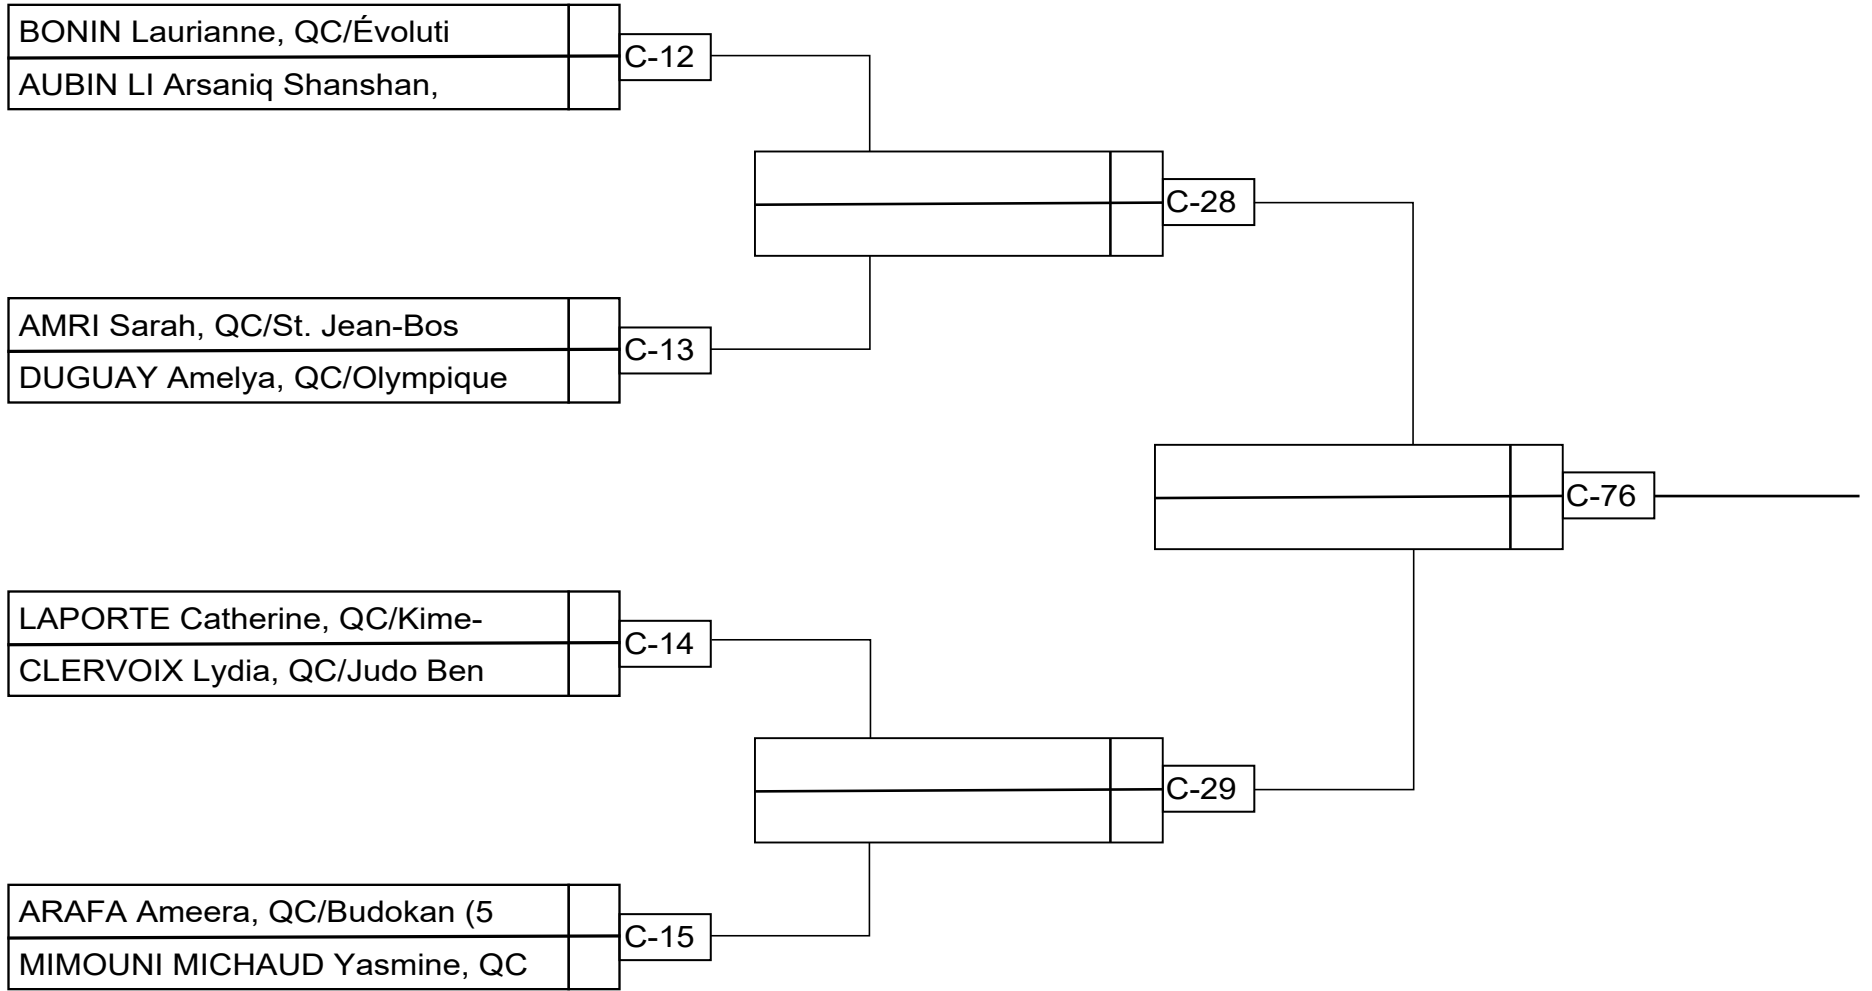 BONIN Laurianne, QC/Évoluti
C-12
AUBIN LI Arsaniq Shanshan,
C-28
AMRI Sarah, QC/St. Jean-Bos
C-13
DUGUAY Amelya, QC/Olympique
C-76
LAPORTE Catherine, QC/Kime-
C-14
CLERVOIX Lydia, QC/Judo Ben
C-29
ARAFA Ameera, QC/Budokan (5
C-15
MIMOUNI MICHAUD Yasmine, QC